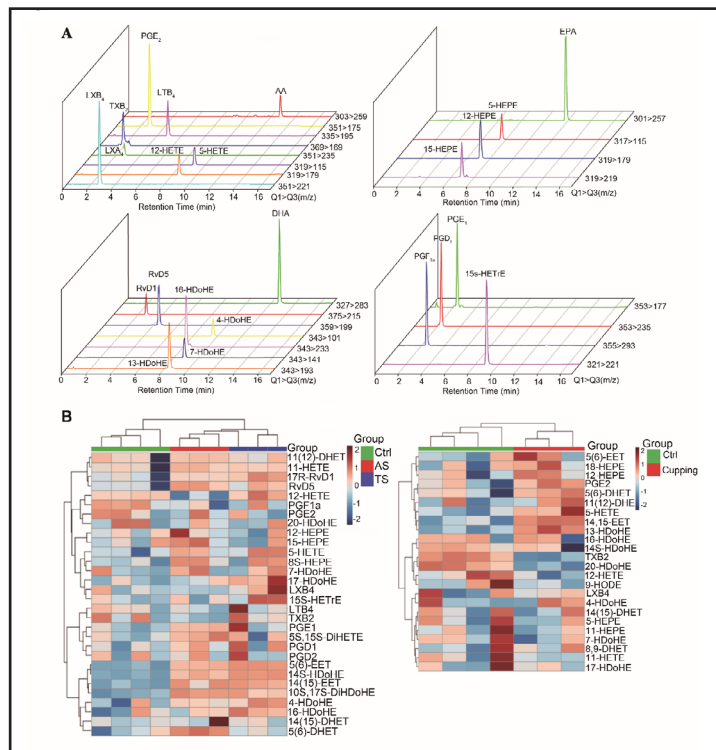 A
PGE2
LXB4
TXB2
LTB4
AA
LXA4
12-HETE
5-HETE
303>259
351>175
335>195
369>169
351>235
319>115
319>179
351>221
0 2 4 6 8 10 12 14 16 Q1>Q3(m/z)
Retention Time (min)
EPA
5-HEPE
12-HEPE
15-HEPE
301>257
317>115
319>179
319>219
0 2 4 6 8 10 12 14 16 Q1>Q3(m/z)
Retention Time (min)
DHA
RvD5
RvD1
16-HDoHE
4-HDoHE
7-HDoHE
13-HDoHE
327>283
375>215
359>199
343>101
343>233
343>141
343>193
0 2 4 6 8 10 12 14 16 Q1>Q3(m/z)
Retention Time (min)
PGE1
PGD1
PGF1a
15s-HETrE
353>177
353>235
355>293
321>221
0 2 4 6 8 10 12 14 16 Q1>Q3(m/z)
Retention Time (min)
B
Group
11(12)-DHET
11-HETE
17R-RvD1
RvD5
12-HETE
PGF1a
PGE2
20-HDoHE
12-HEPE
15-HEPE
5-HETE
8S-HEPE
7-HDoHE
17-HDoHE
LXB4
15S-HETrE
LTB4
TXB2
PGE1
5S,15S-DiHETE
PGD1
PGD2
5(6)-EET
14S-HDoHE
14(15)-EET
10S,17S-DiHDoHE
4-HDoHE
16-HDoHE
14(15)-DHET
5(6)-DHET
Group
Ctrl
AS
TS
2
1
0
-1
-2
Group
5(6)-EET
18-HEPE
12_HEPE
PGE2
5(6)-DHET
11(12)-DHE
5-HETE
14,15-EET
13-HDoHE
16-HDoHE
14S-HDoHE
TXB2
20-HDoHE
12-HETE
9-HODE
LXB4
4-HDoHE
14(15)-DHET
5-HEPE
11-HEPE
7-HDoHE
8,9-DHET
11-HETE
17-HDoHE
Group
Ctrl
Cupping
2
1
0
-1
-2